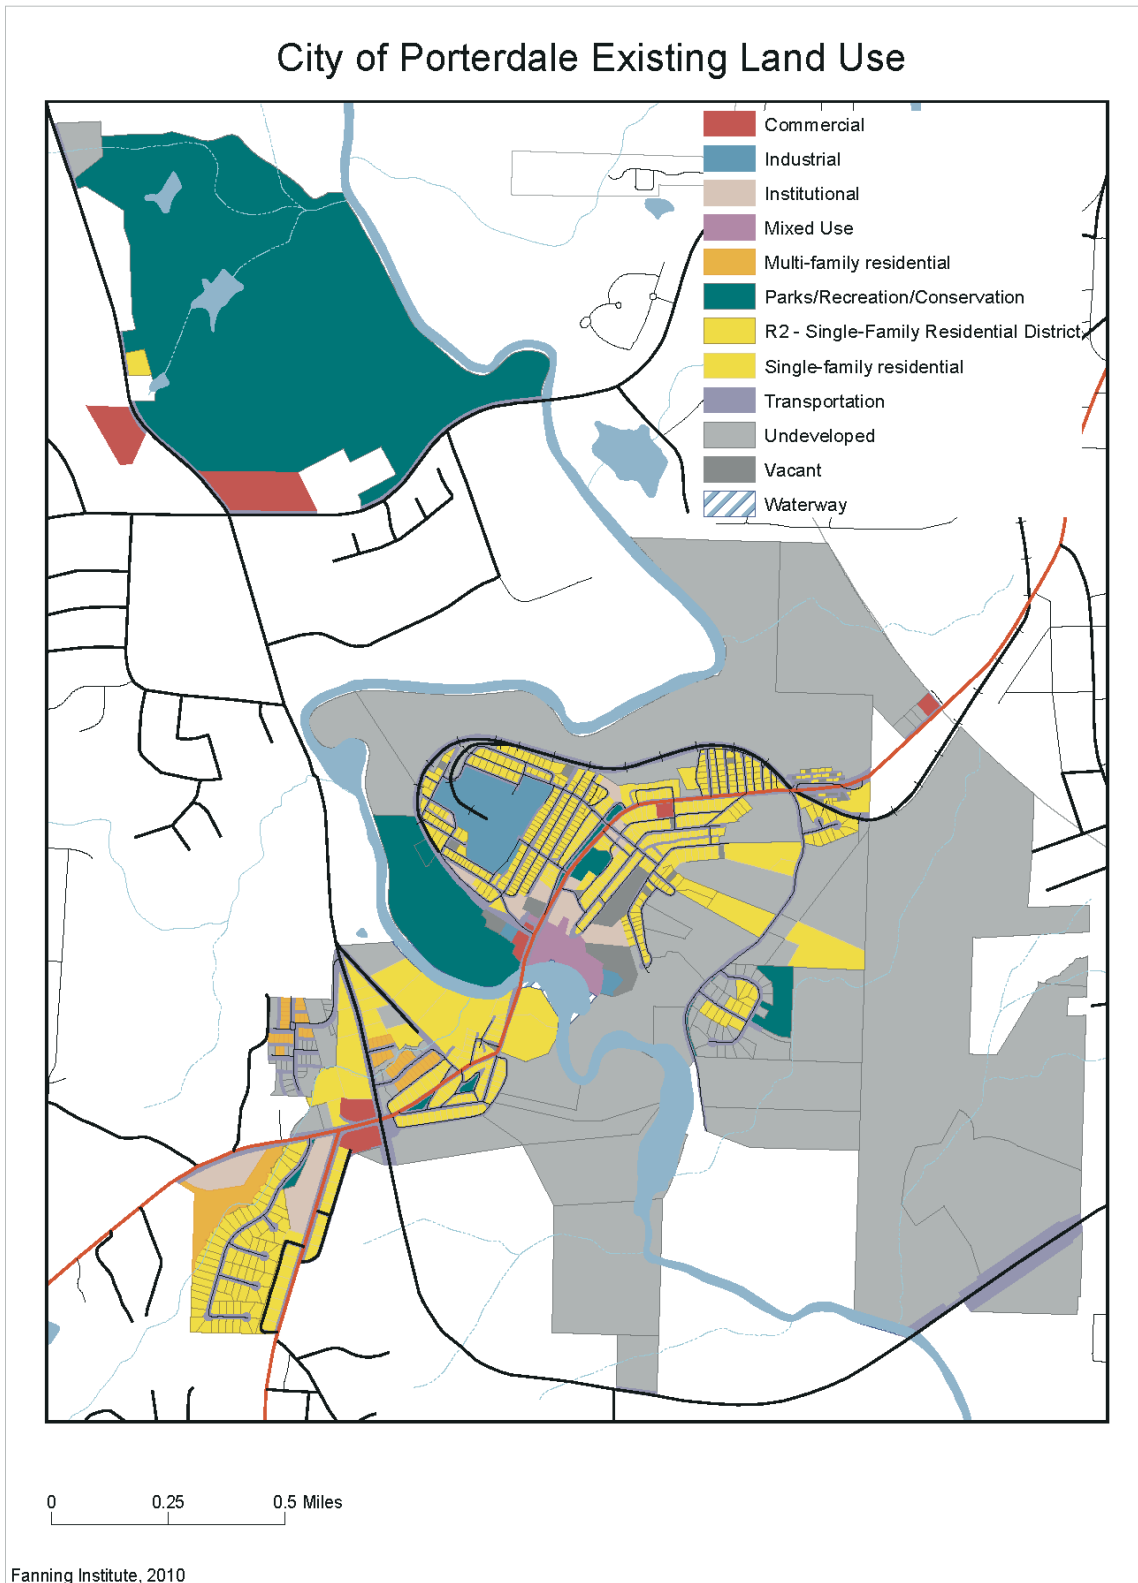 City of Porterdale Existing Land Use
Commercial
Industrial
Institutional
Mixed Use
Multi-family residential
Parks/Recreation/Conservation
R2 - Single-Family Residential District
Single-family residential
Transportation
Undeveloped
Vacant
Waterway
0 0.25 0.5 Miles
Fanning Institute, 2010